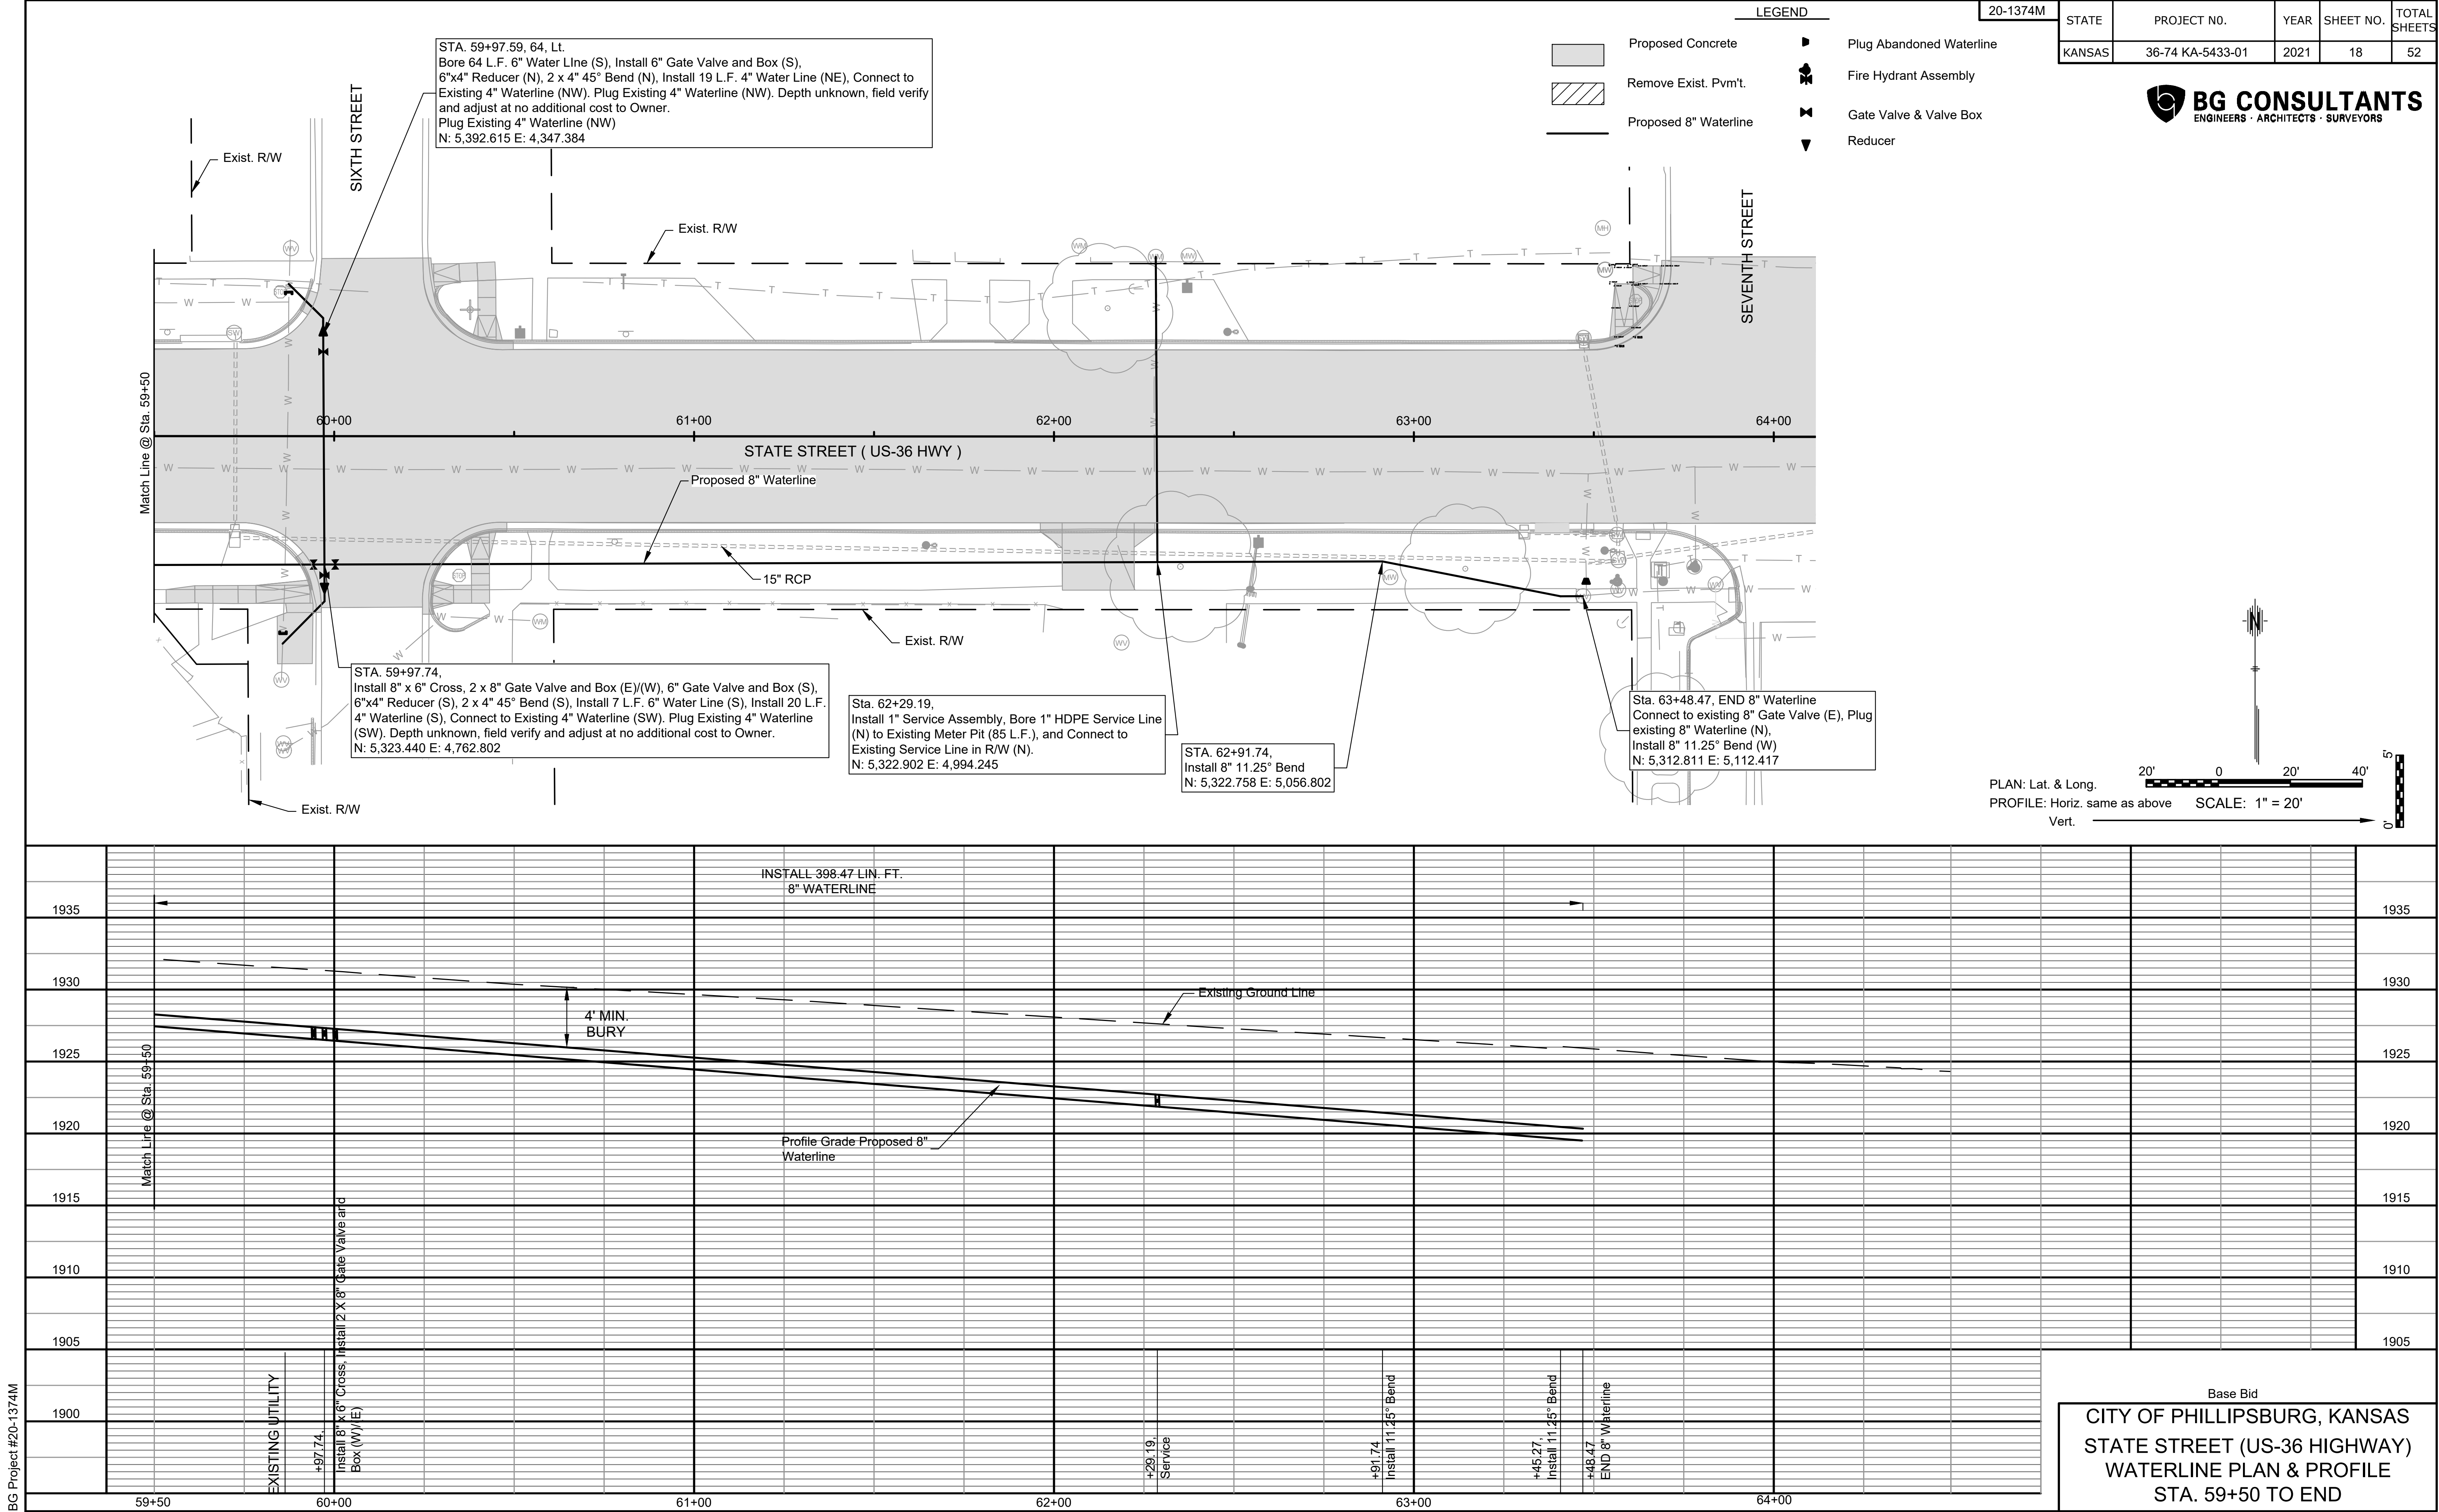 LEGEND
Proposed Concrete
Remove Exist. Pvm't.
Proposed 8" Waterline
Plug Abandoned Waterline
Fire Hydrant Assembly
Gate Valve & Valve Box
Reducer
20-1374M
STATE PROJECT N0. YEAR SHEET NO. TOTAL SHEETS
KANSAS 36-74 KA-5433-01 2021 18 52
BG CONSULTANTS
ENGINEERS · ARCHITECTS · SURVEYORS
STA. 59+97.59, 64, Lt.
Bore 64 L.F. 6" Water LIne (S), Install 6" Gate Valve and Box (S),
6"x4" Reducer (N), 2 x 4" 45° Bend (N), Install 19 L.F. 4" Water Line (NE), Connect to
Existing 4" Waterline (NW). Plug Existing 4" Waterline (NW). Depth unknown, field verify
and adjust at no additional cost to Owner.
Plug Existing 4" Waterline (NW)
N: 5,392.615 E: 4,347.384
SIXTH STREET
Exist. R/W
Exist. R/W
SEVENTH STREET
Match Line @ Sta. 59+50
60+00
61+00
62+00
63+00
64+00
STATE STREET ( US-36 HWY )
Proposed 8" Waterline
15" RCP
Exist. R/W
Exist. R/W
STA. 59+97.74,
Install 8" x 6" Cross, 2 x 8" Gate Valve and Box (E)/(W), 6" Gate Valve and Box (S),
6"x4" Reducer (S), 2 x 4" 45° Bend (S), Install 7 L.F. 6" Water Line (S), Install 20 L.F.
4" Waterline (S), Connect to Existing 4" Waterline (SW). Plug Existing 4" Waterline
(SW). Depth unknown, field verify and adjust at no additional cost to Owner.
N: 5,323.440 E: 4,762.802
Sta. 62+29.19,
Install 1" Service Assembly, Bore 1" HDPE Service Line
(N) to Existing Meter Pit (85 L.F.), and Connect to
Existing Service Line in R/W (N).
N: 5,322.902 E: 4,994.245
STA. 62+91.74,
Install 8" 11.25° Bend
N: 5,322.758 E: 5,056.802
Sta. 63+48.47, END 8" Waterline
Connect to existing 8" Gate Valve (E), Plug
existing 8" Waterline (N),
Install 8" 11.25° Bend (W)
N: 5,312.811 E: 5,112.417
N
PLAN: Lat. & Long.
20' 0 20' 40'
PROFILE: Horiz. same as above SCALE: 1" = 20'
Vert.
5'
0'
INSTALL 398.47 LIN. FT.
8" WATERLINE
1935 1935
1930 1930
1925 1925
1920 1920
1915 1915
1910 1910
1905 1905
1900
Existing Ground Line
4' MIN.
BURY
Match Line @ Sta. 59+50
Profile Grade Proposed 8"
Waterline
EXISTING UTILITY
+97.74,
Install 8" x 6" Cross, Install 2 X 8" Gate Valve and
Box (W)/(E)
+29.19,
Service
+91.74
Install 11.25° Bend
+45.27,
Install 11.25° Bend
+48.47
END 8" Waterline
59+50 60+00 61+00 62+00 63+00 64+00
BG Project #20-1374M
Base Bid
CITY OF PHILLIPSBURG, KANSAS
STATE STREET (US-36 HIGHWAY)
WATERLINE PLAN & PROFILE
STA. 59+50 TO END